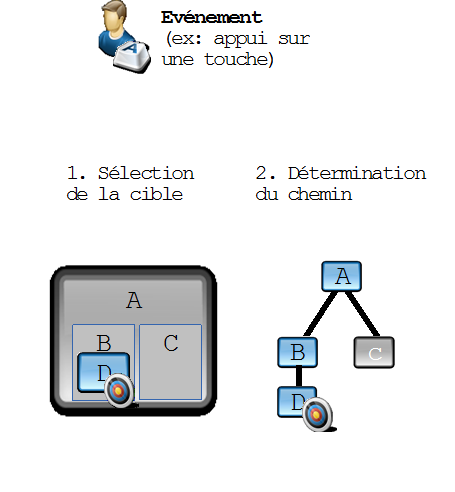 Evénement
(ex: appui sur
une touche)
1. Sélection
de la cible
2. Détermination
du chemin
A
B
C
D
A
B
C
D